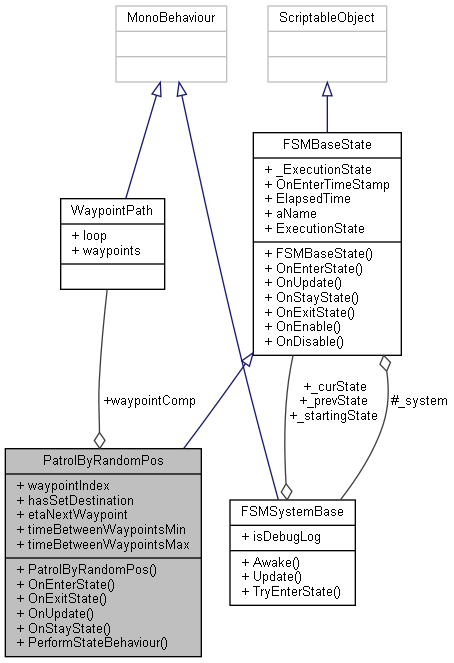 MonoBehaviour
ScriptableObject
FSMBaseState
+ _ExecutionState
+ OnEnterTimeStamp
+ ElapsedTime
+ aName
+ ExecutionState
+ FSMBaseState()
+ OnEnterState()
+ OnUpdate()
+ OnStayState()
+ OnExitState()
+ OnEnable()
+ OnDisable()
WaypointPath
+ loop
+ waypoints
+waypointComp
+_curState
+_prevState
+_startingState
#_system
PatrolByRandomPos
+ waypointIndex
+ hasSetDestination
+ etaNextWaypoint
+ timeBetweenWaypointsMin
+ timeBetweenWaypointsMax
+ PatrolByRandomPos()
+ OnEnterState()
+ OnExitState()
+ OnUpdate()
+ OnStayState()
+ PerformStateBehaviour()
FSMSystemBase
+ isDebugLog
+ Awake()
+ Update()
+ TryEnterState()